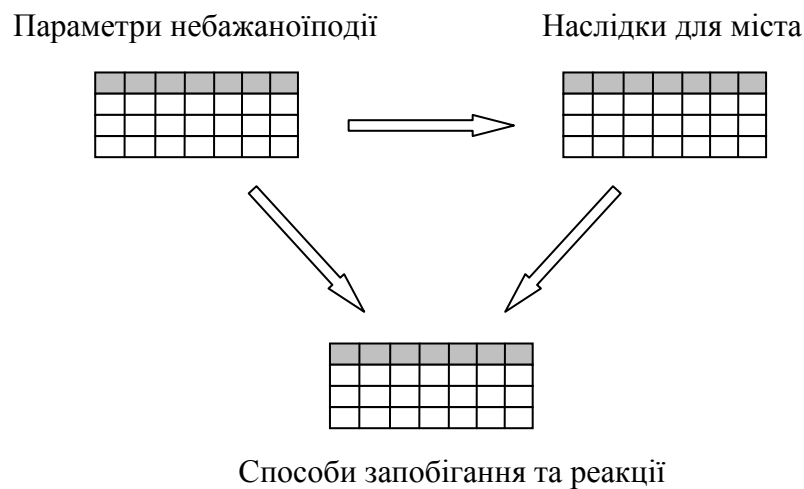 Параметри небажаноїподії
Наслідки для міста
Способи запобігання та реакції